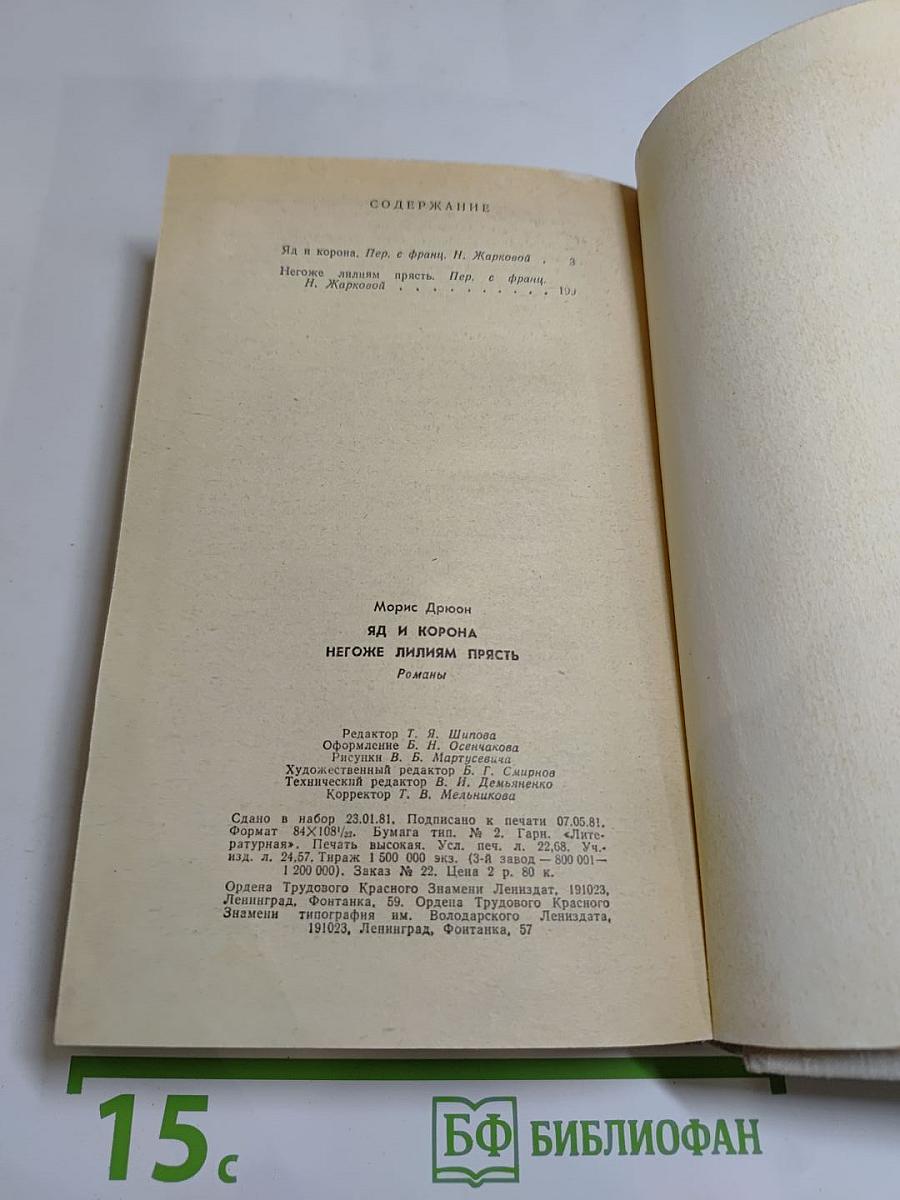 СОДЕРЖАНИЕ
Яд и корона. Пер. с франц. Н. Жарковой . 3
Негоже лилиям прясть. Пер. с франц.
Н. Жарковой . . . . . . . . . .
Морис Дрюон
ЯД И КОРОНА
НЕГОЖЕ ЛИЛИЯМ ПРЯСТЬ
Романы
Редактор Т. Я. Шипова
Оформление Б. Н. Осенчакова
Рисунки В. Б. Мартусевича
Художественный редактор Б. Г. Смирнов
Технический редактор В. И. Демьяненко
Корректор Т. В. Мельникова
Сдано в набор 23.01.81. Подписано к печати 07.05.81.
Формат 84×108¹/₃₂. Бумага тип. № 2. Гарн. «Лите-
ратурная». Печать высокая. Усл. печ. л. 22,68. Уч.-
изд. л. 24,57. Тираж 1 500 000 экз. (3-й завод — 800 001—
1 200 000). Заказ № 22. Цена 2 р. 80 к.
Ордена Трудового Красного Знамени Лениздат, 191023,
Ленинград, Фонтанка, 59. Ордена Трудового Красного
Знамени типография им. Володарского Лениздата,
191023, Ленинград, Фонтанка, 57
15 с
БФ БИБЛИОФАН